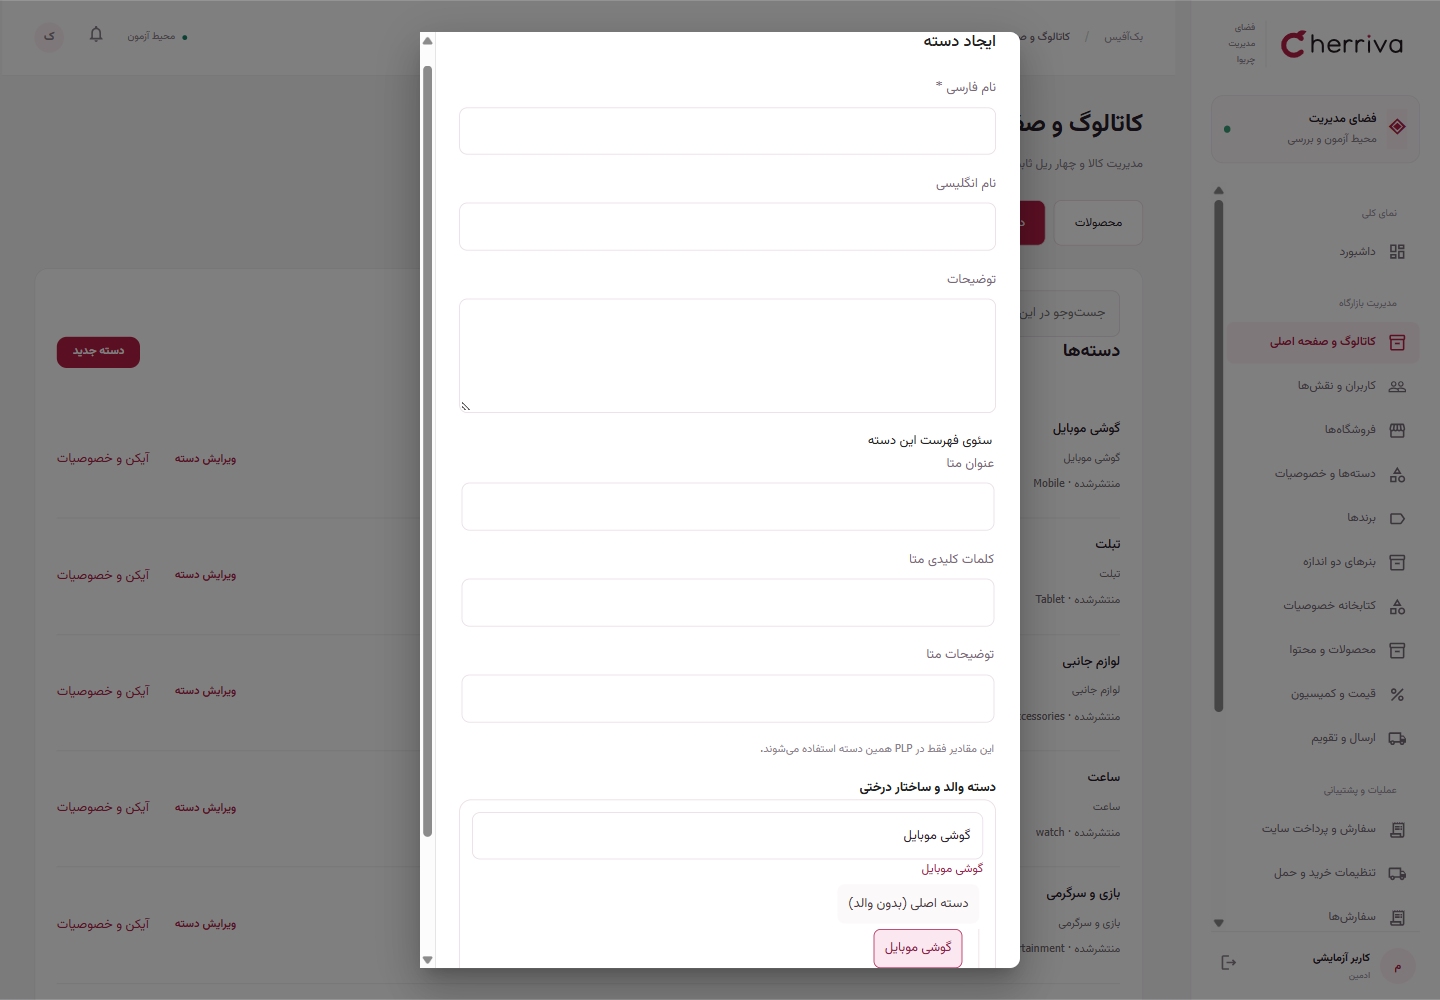 Cherriva
فضای
مدیریت
چریوا
فضای مدیریت
محیط آزمون و بررسی
نمای کلی
داشبورد
مدیریت بازارگاه
کاتالوگ و صفحه اصلی
کاربران و نقش‌ها
فروشگاه‌ها
دسته‌ها و خصوصیات
برندها
بنرهای دو اندازه
کتابخانه خصوصیات
محصولات و محتوا
قیمت و کمیسیون
ارسال و تقویم
عملیات و پشتیبانی
سفارش و پرداخت سایت
تنظیمات خرید و حمل
سفارش‌ها
م
کاربر آزمایشی
ادمین
بک‌آفیس / کاتالوگ و
محیط آزمون
ک
کاتالوگ و
مدیریت کالا و چهار ریل
محصولات
جست‌وجو در این
دسته‌ها
دسته جدید
گوشی موبایل
گوشی موبایل
منتشرشده · Mobile
ویرایش دسته
آیکن و خصوصیات
تبلت
تبلت
منتشرشده · Tablet
ویرایش دسته
آیکن و خصوصیات
لوازم جانبی
لوازم جانبی
منتشرشده ·
ویرایش دسته
آیکن و خصوصیات
ساعت
ساعت
منتشرشده · watch
ویرایش دسته
آیکن و خصوصیات
بازی و سرگرمی
بازی و سرگرمی
منتشرشده ·
ویرایش دسته
آیکن و خصوصیات
ایجاد دسته
نام فارسی *
نام انگلیسی
توضیحات
سئوی فهرست این دسته
عنوان متا
کلمات کلیدی متا
توضیحات متا
این مقادیر فقط در PLP همین دسته استفاده می‌شوند.
دسته والد و ساختار درختی
گوشی موبایل
گوشی موبایل
دسته اصلی (بدون والد)
گوشی موبایل